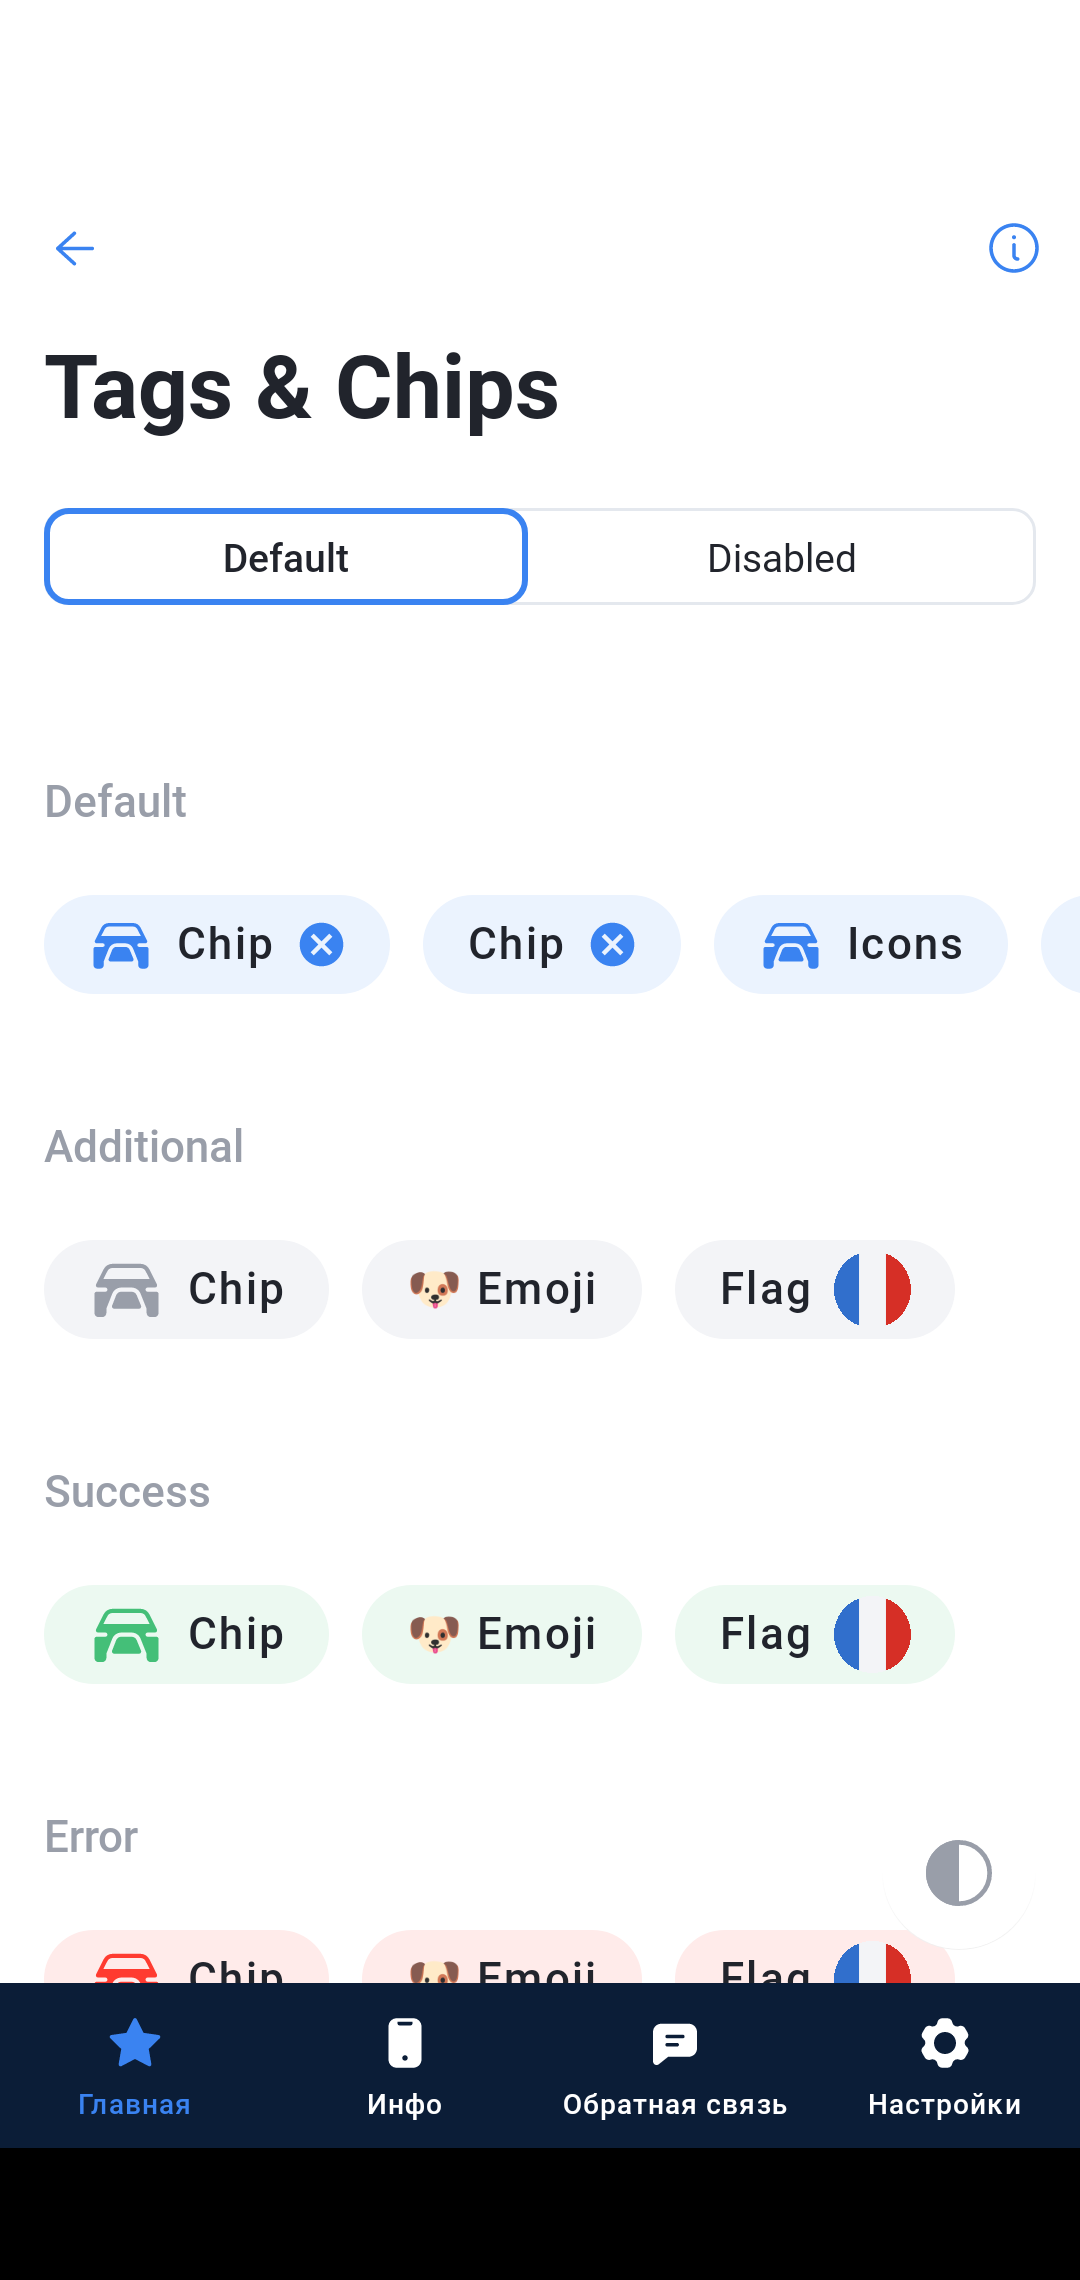 Tags & Chips
Default Disabled
Default
Chip Chip Icons
Additional
Chip Emoji Flag
Success
Chip Emoji Flag
Error
Chip Emoji Flag
Главная Инфо Обратная связь Настройки